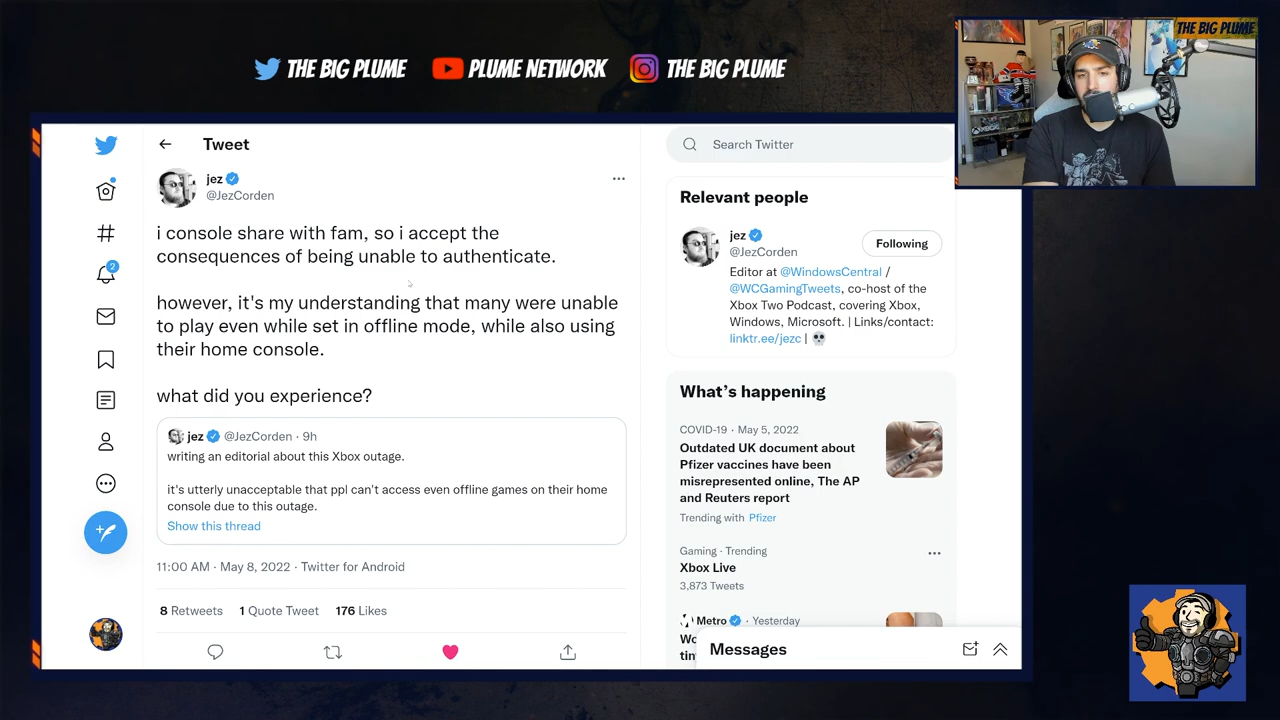 THE BIG PLUME
PLUME NETWORK
THE BIG PLUME
THE BIG PLUME
Tweet
Search Twitter
jez
@JezCorden
i console share with fam, so i accept the
consequences of being unable to authenticate.
however, it's my understanding that many were unable
to play even while set in offline mode, while also using
their home console.
what did you experience?
jez @JezCorden · 9h
writing an editorial about this Xbox outage.
it's utterly unacceptable that ppl can't access even offline games on their home
console due to this outage.
Show this thread
11:00 AM · May 8, 2022 · Twitter for Android
8 Retweets 1 Quote Tweet 176 Likes
2
Relevant people
jez
@JezCorden
Following
Editor at @WindowsCentral /
@WCGamingTweets, co-host of the
Xbox Two Podcast, covering Xbox,
Windows, Microsoft. | Links/contact:
linktr.ee/jezc |
What's happening
COVID-19 · May 5, 2022
Outdated UK document about
Pfizer vaccines have been
misrepresented online, The AP
and Reuters report
Trending with Pfizer
Gaming · Trending
Xbox Live
3,873 Tweets
Metro · Yesterday
Messages